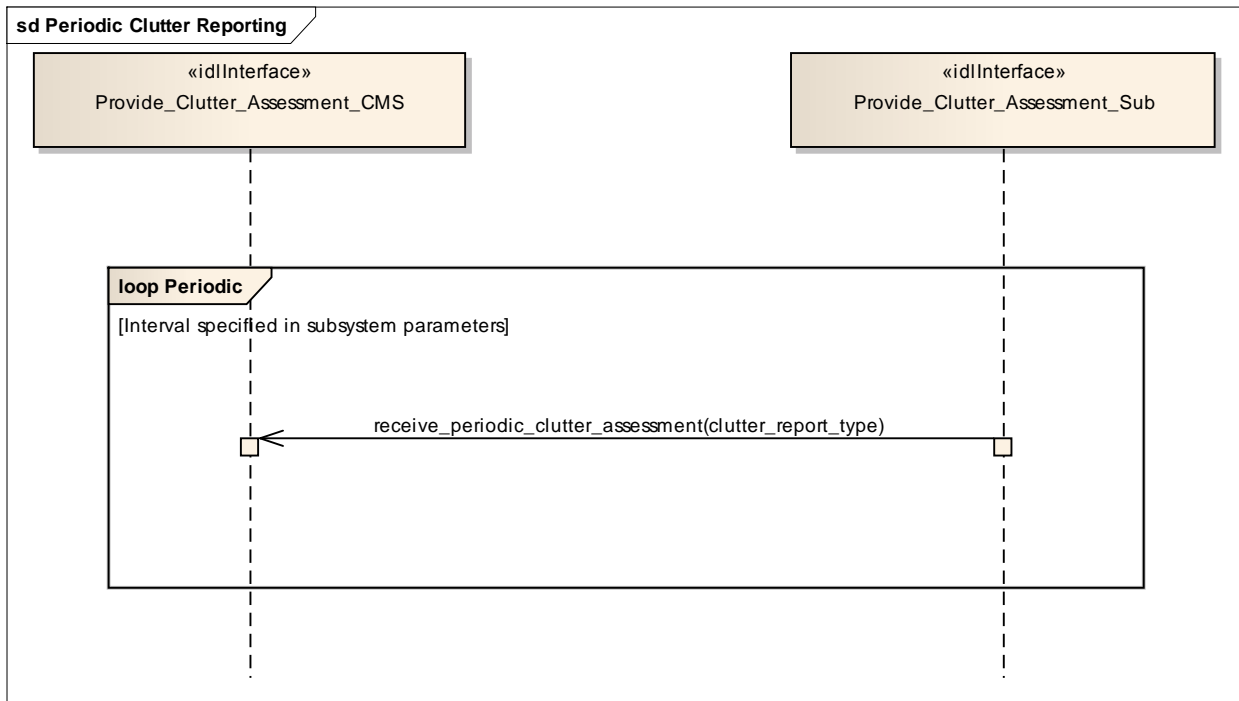 sd Periodic Clutter Reporting
«idlInterface»
Provide_Clutter_Assessment_CMS
«idlInterface»
Provide_Clutter_Assessment_Sub
loop Periodic
[Interval specified in subsystem parameters]
receive_periodic_clutter_assessment(clutter_report_type)